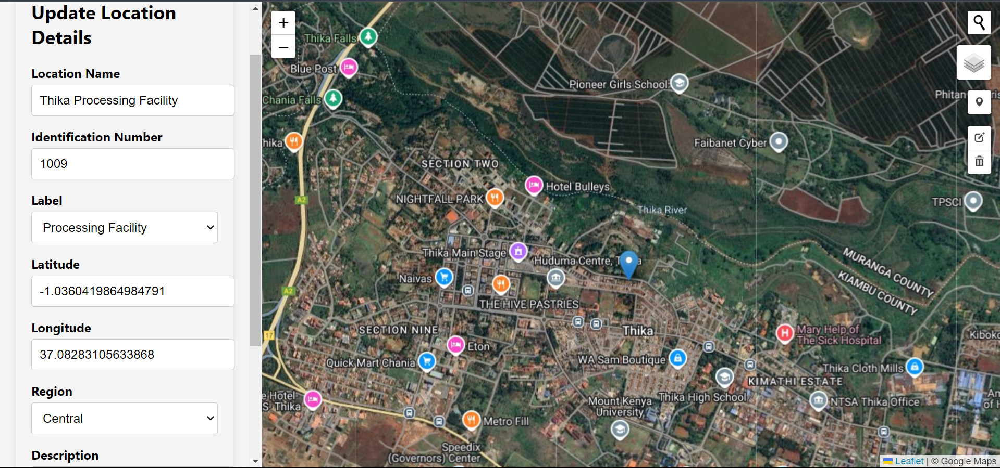 Update Location
Details
Location Name
Thika Processing Facility
Identification Number
1009
Label
Processing Facility
Latitude
-1.0360419864984791
Longitude
37.08283105633868
Region
Central
Description
+
−
Thika Falls
Blue Post
Chania Falls
hika
A2
SECTION TWO
NIGHTFALL PARK
Hotel Bulleys
Pioneer Girls School
Faibanet Cyber
Phitan
TPSCI
Thika River
Thika Main Stage
Huduma Centre, T
a
Naivas
THE HIVE PASTRIES
A2
MURANGA COUNTY
KIAMBU COUNTY
17
SECTION NINE
Eton
Quick Mart Chania
Thika
WA Sam Boutique
Mary Help of
The Sick Hospital
Kiboko
Thika Cloth Mills
KIMATHI ESTATE
Thika High School
NTSA Thika Office
Mount Kenya
University,
e Hotel-
S- Thika
Metro Fill
Speedix
(Governors) Center
An
of H
Leaflet | © Google Maps